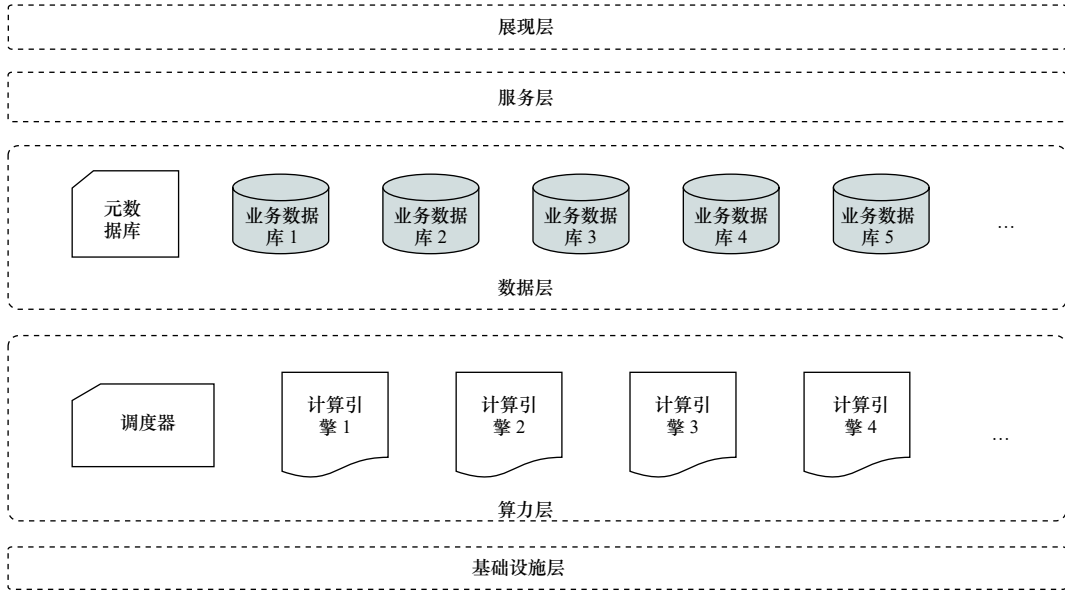 展现层
服务层
元数
据库
业务数据
库 1
业务数据
库 2
业务数据
库 3
业务数据
库 4
业务数据
库 5
…
数据层
调度器
计算引
擎 1
计算引
擎 2
计算引
擎 3
计算引
擎 4
…
算力层
基础设施层